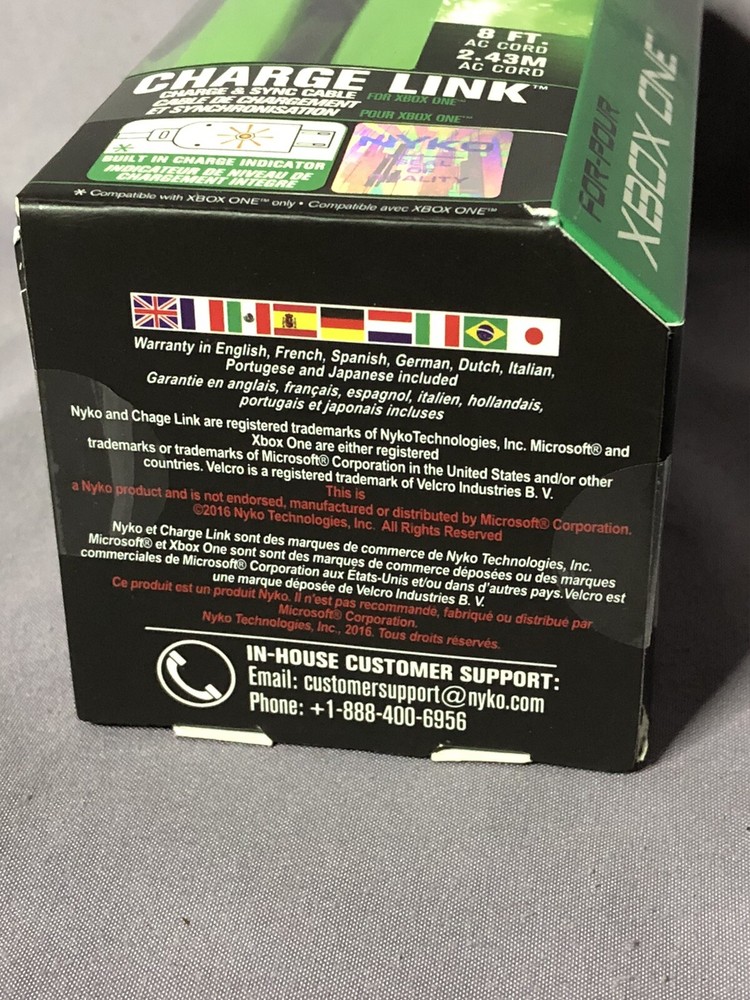 8 FT.
AC CORD
2.43M
AC CORD
CHARGE LINK™
CHARGE & SYNC CABLE FOR XBOX ONE™
CABLE DE CHARGEMENT
ET SYNCHRONISATION POUR XBOX ONE™
BUILT IN CHARGE INDICATOR
INDICATEUR DE NIVEAU DE
CHARGEMENT INTÉGRÉ
NYKO
SEAL
OF
QUALITY
* Compatible with XBOX ONE™ only • Compatible avec XBOX ONE™
FOR•POUR
XBOX ONE™
Warranty in English, French, Spanish, German, Dutch, Italian,
Portugese and Japanese included
Garantie en anglais, français, espagnol, italien, hollandais,
portugais et japonais incluses
Nyko and Chage Link are registered trademarks of NykoTechnologies, Inc. Microsoft® and
Xbox One are either registered
trademarks or trademarks of Microsoft® Corporation in the United States and/or other
countries. Velcro is a registered trademark of Velcro Industries B. V.
This is
a Nyko product and is not endorsed, manufactured or distributed by Microsoft® Corporation.
©2016 Nyko Technologies, Inc. All Rights Reserved
Nyko et Charge Link sont des marques de commerce de Nyko Technologies, Inc.
Microsoft® et Xbox One sont sont des marques de commerce déposées ou des marques
commerciales de Microsoft® Corporation aux États-Unis et/ou dans d'autres pays.Velcro est
une marque déposée de Velcro Industries B. V.
Ce produit est un produit Nyko. Il n'est pas recommandé, fabriqué ou distribué par
Microsoft® Corporation.
Nyko Technologies, Inc., 2016. Tous droits réservés.
IN-HOUSE CUSTOMER SUPPORT:
Email: customersupport@nyko.com
Phone: +1-888-400-6956